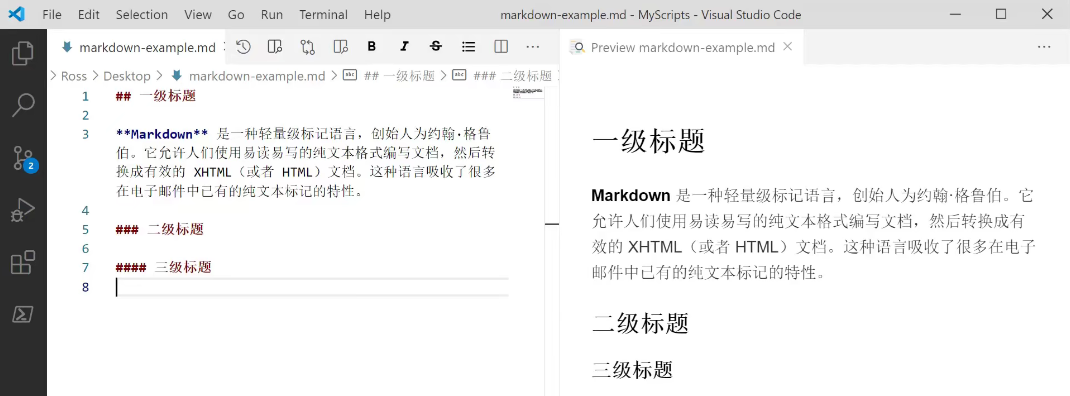 File Edit Selection View Go Run Terminal Help markdown-example.md - MyScripts - Visual Studio Code
markdown-example.md
B I S
Preview markdown-example.md
Ross > Desktop > markdown-example.md > abc ## 一级标题 > abc ### 二级标题
1 ## 一级标题
2
3 **Markdown** 是一种轻量级标记语言，创始人为约翰·格鲁
伯。它允许人们使用易读易写的纯文本格式编写文档，然后转
换成有效的 XHTML（或者 HTML）文档。这种语言吸收了很多
在电子邮件中已有的纯文本标记的特性。
4
5 ### 二级标题
6
7 #### 三级标题
8
2
一级标题
Markdown 是一种轻量级标记语言，创始人为约翰·格鲁伯。它
允许人们使用易读易写的纯文本格式编写文档，然后转换成有
效的 XHTML（或者 HTML）文档。这种语言吸收了很多在电子
邮件中已有的纯文本标记的特性。
二级标题
三级标题